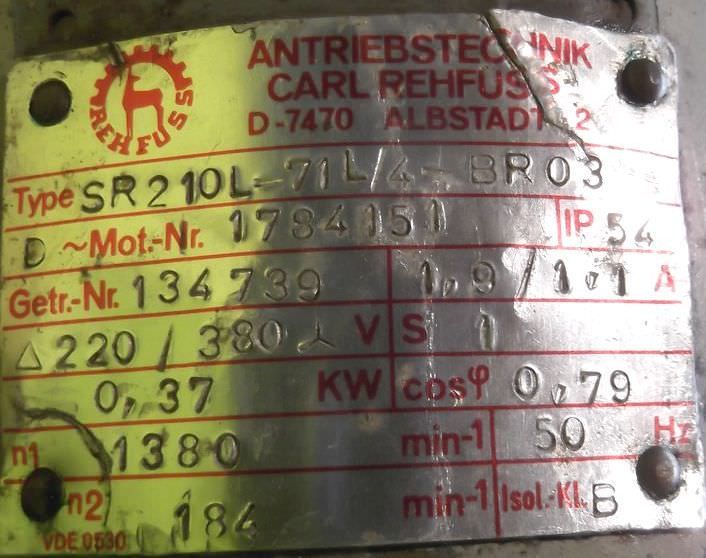 REHFUSS
ANTRIEBSTECHNIK
CARL REHFUSS
D-7470 ALBSTADT 2
Type SR210L-71L/4-BR03
D ~Mot.-Nr. 1784151 IP 54
Getr.-Nr. 134739 1,9/1,1 A
△ 220/380 ⅄ V S 1
0,37 KW cosφ 0,79
n1 1380 min-1 50 Hz
n2 184 min-1 Isol.-Kl. B
VDE 0530